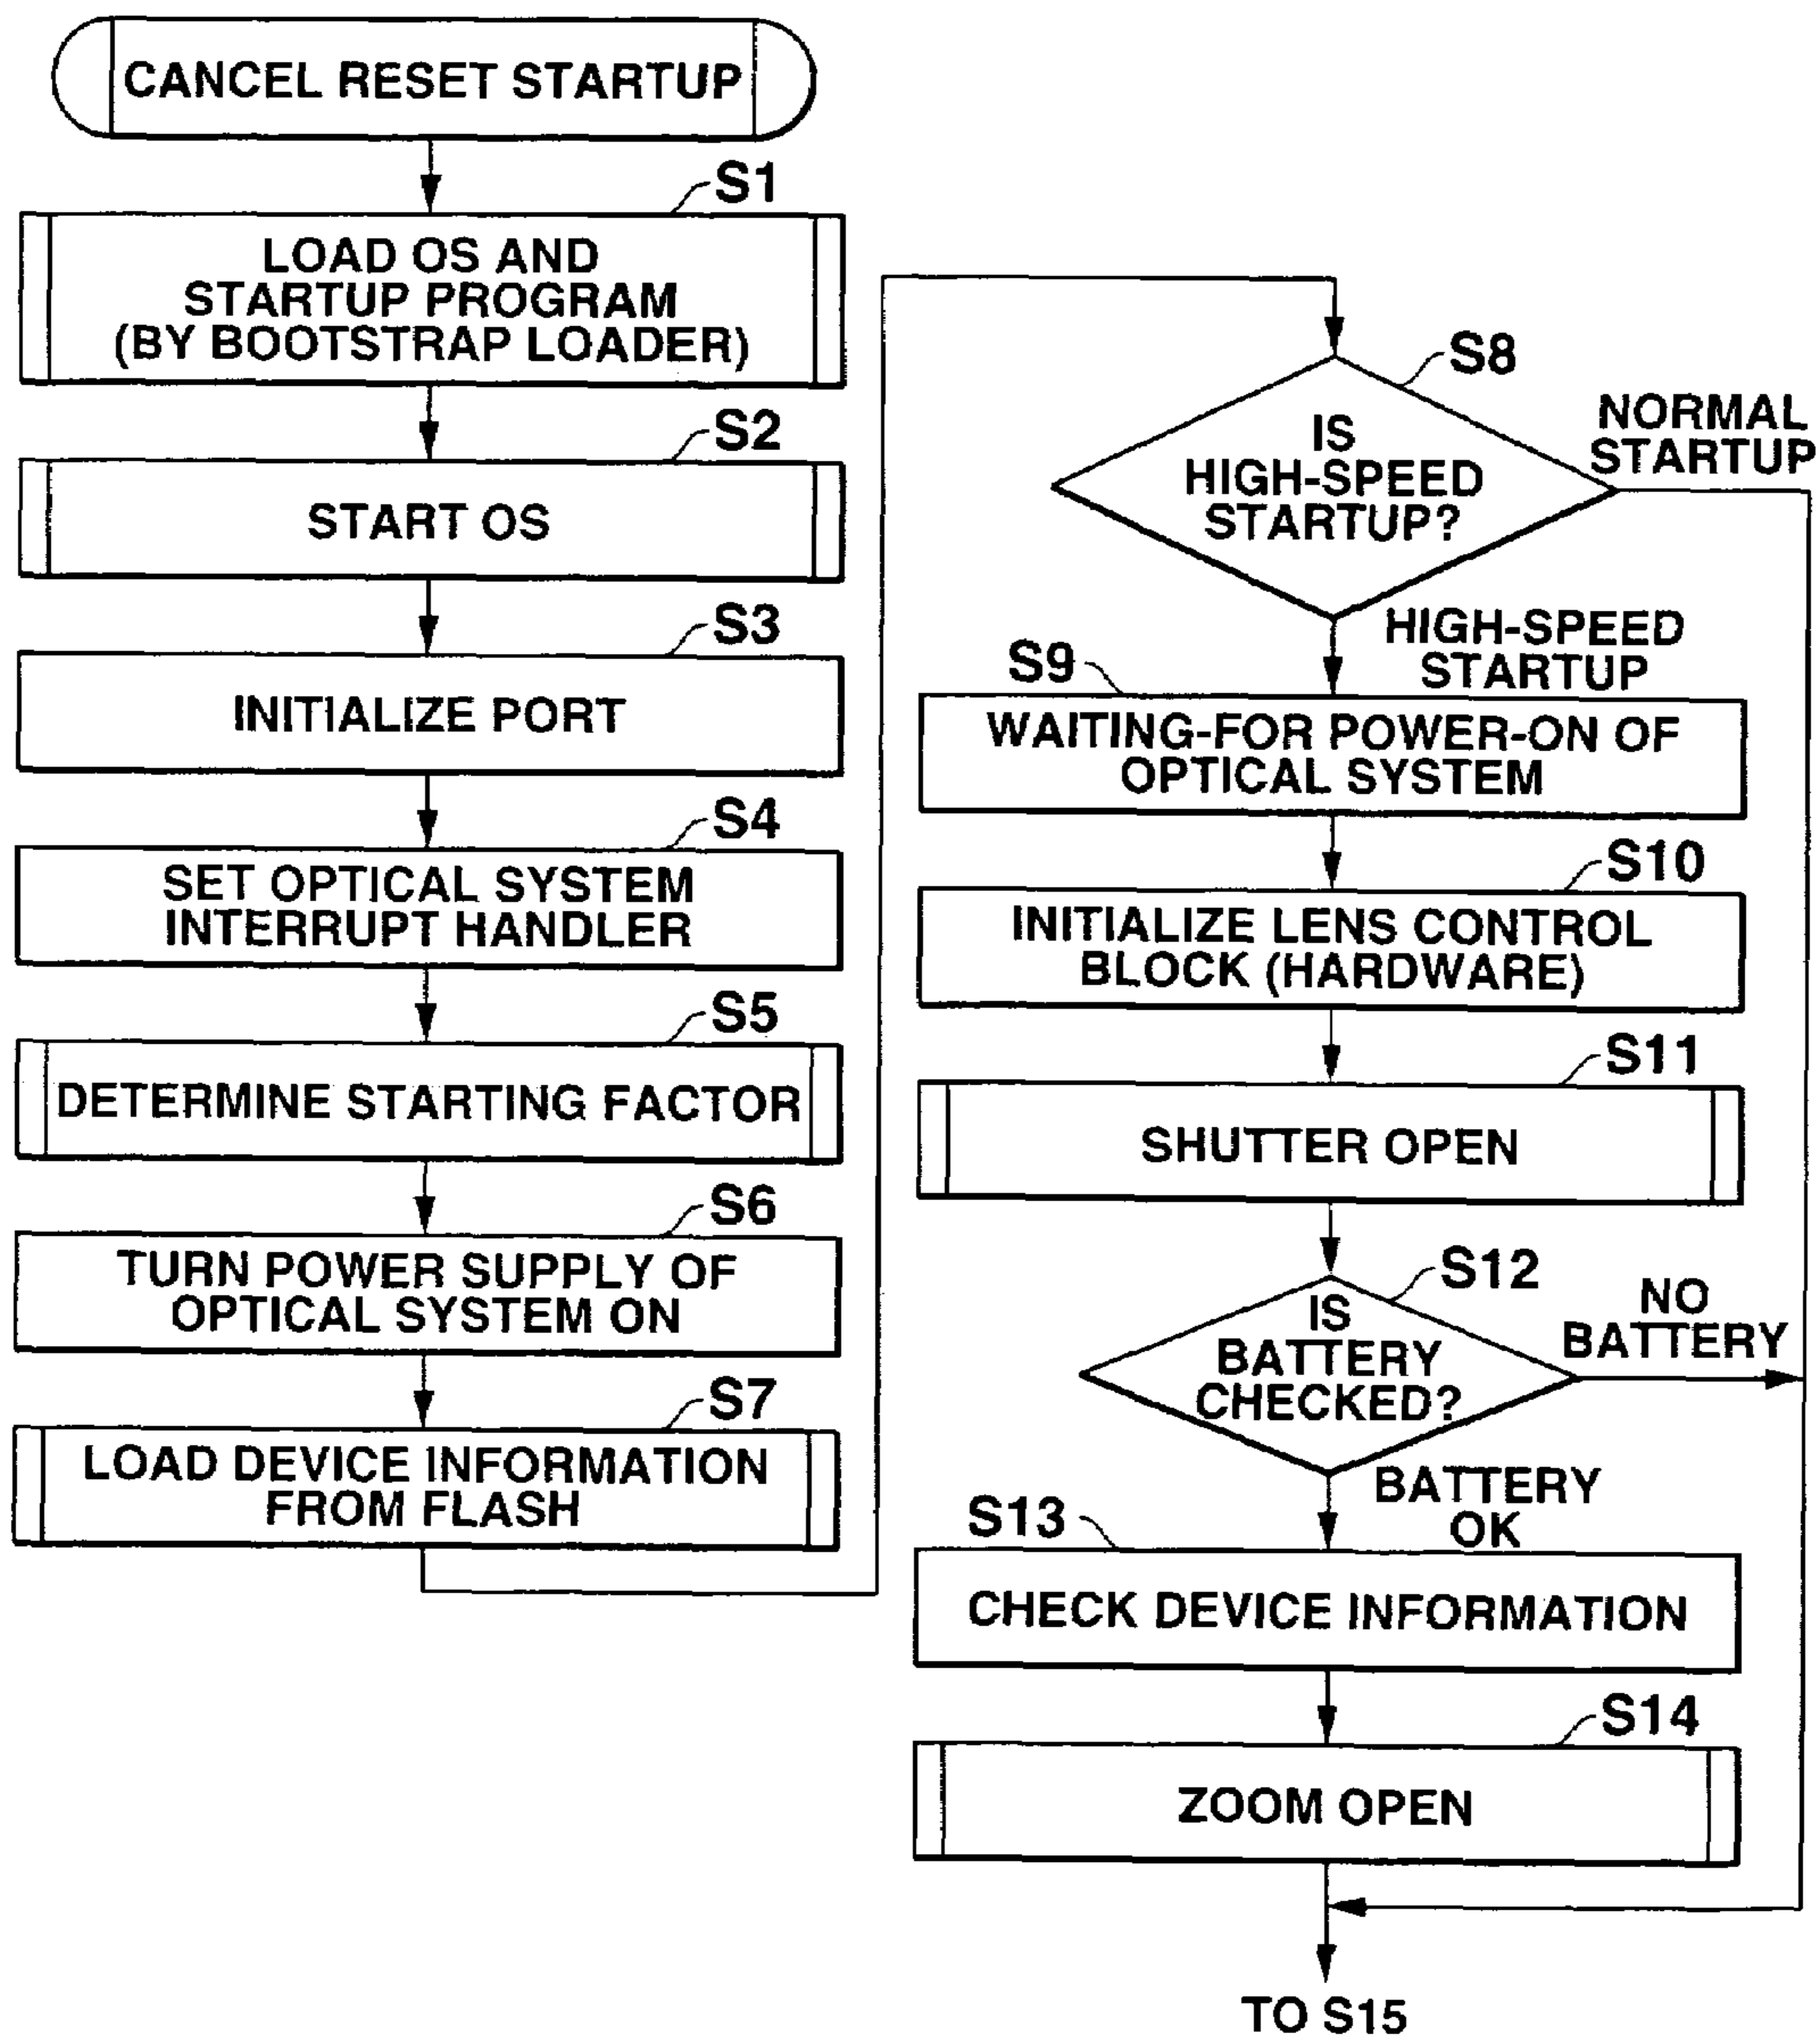 CANCEL RESET STARTUP
S1
LOAD OS AND
STARTUP PROGRAM
(BY BOOTSTRAP LOADER)
S2
START OS
S3
INITIALIZE PORT
S4
SET OPTICAL SYSTEM
INTERRUPT HANDLER
S5
DETERMINE STARTING FACTOR
S6
TURN POWER SUPPLY OF
OPTICAL SYSTEM ON
S7
LOAD DEVICE INFORMATION
FROM FLASH
S8
IS
HIGH-SPEED
STARTUP?
NORMAL
STARTUP
HIGH-SPEED
STARTUP
S9
WAITING-FOR POWER-ON OF
OPTICAL SYSTEM
S10
INITIALIZE LENS CONTROL
BLOCK (HARDWARE)
S11
SHUTTER OPEN
S12
IS
BATTERY
CHECKED?
NO
BATTERY
BATTERY
OK
S13
CHECK DEVICE INFORMATION
S14
ZOOM OPEN
TO S15